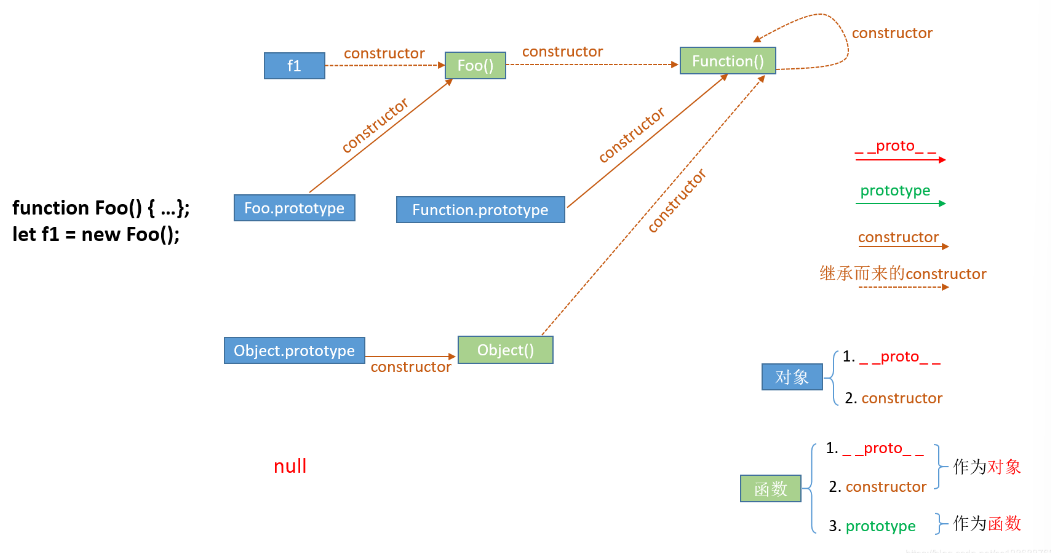 constructor
f1
constructor
Foo()
constructor
Function()
constructor
constructor
constructor
_ _proto_ _
prototype
constructor
继承而来的constructor
function Foo() { ...};
let f1 = new Foo();
Foo.prototype
Function.prototype
Object.prototype
constructor
Object()
对象
1. _ _proto_ _
2. constructor
null
函数
1. _ _proto_ _
2. constructor
3. prototype
作为对象
作为函数